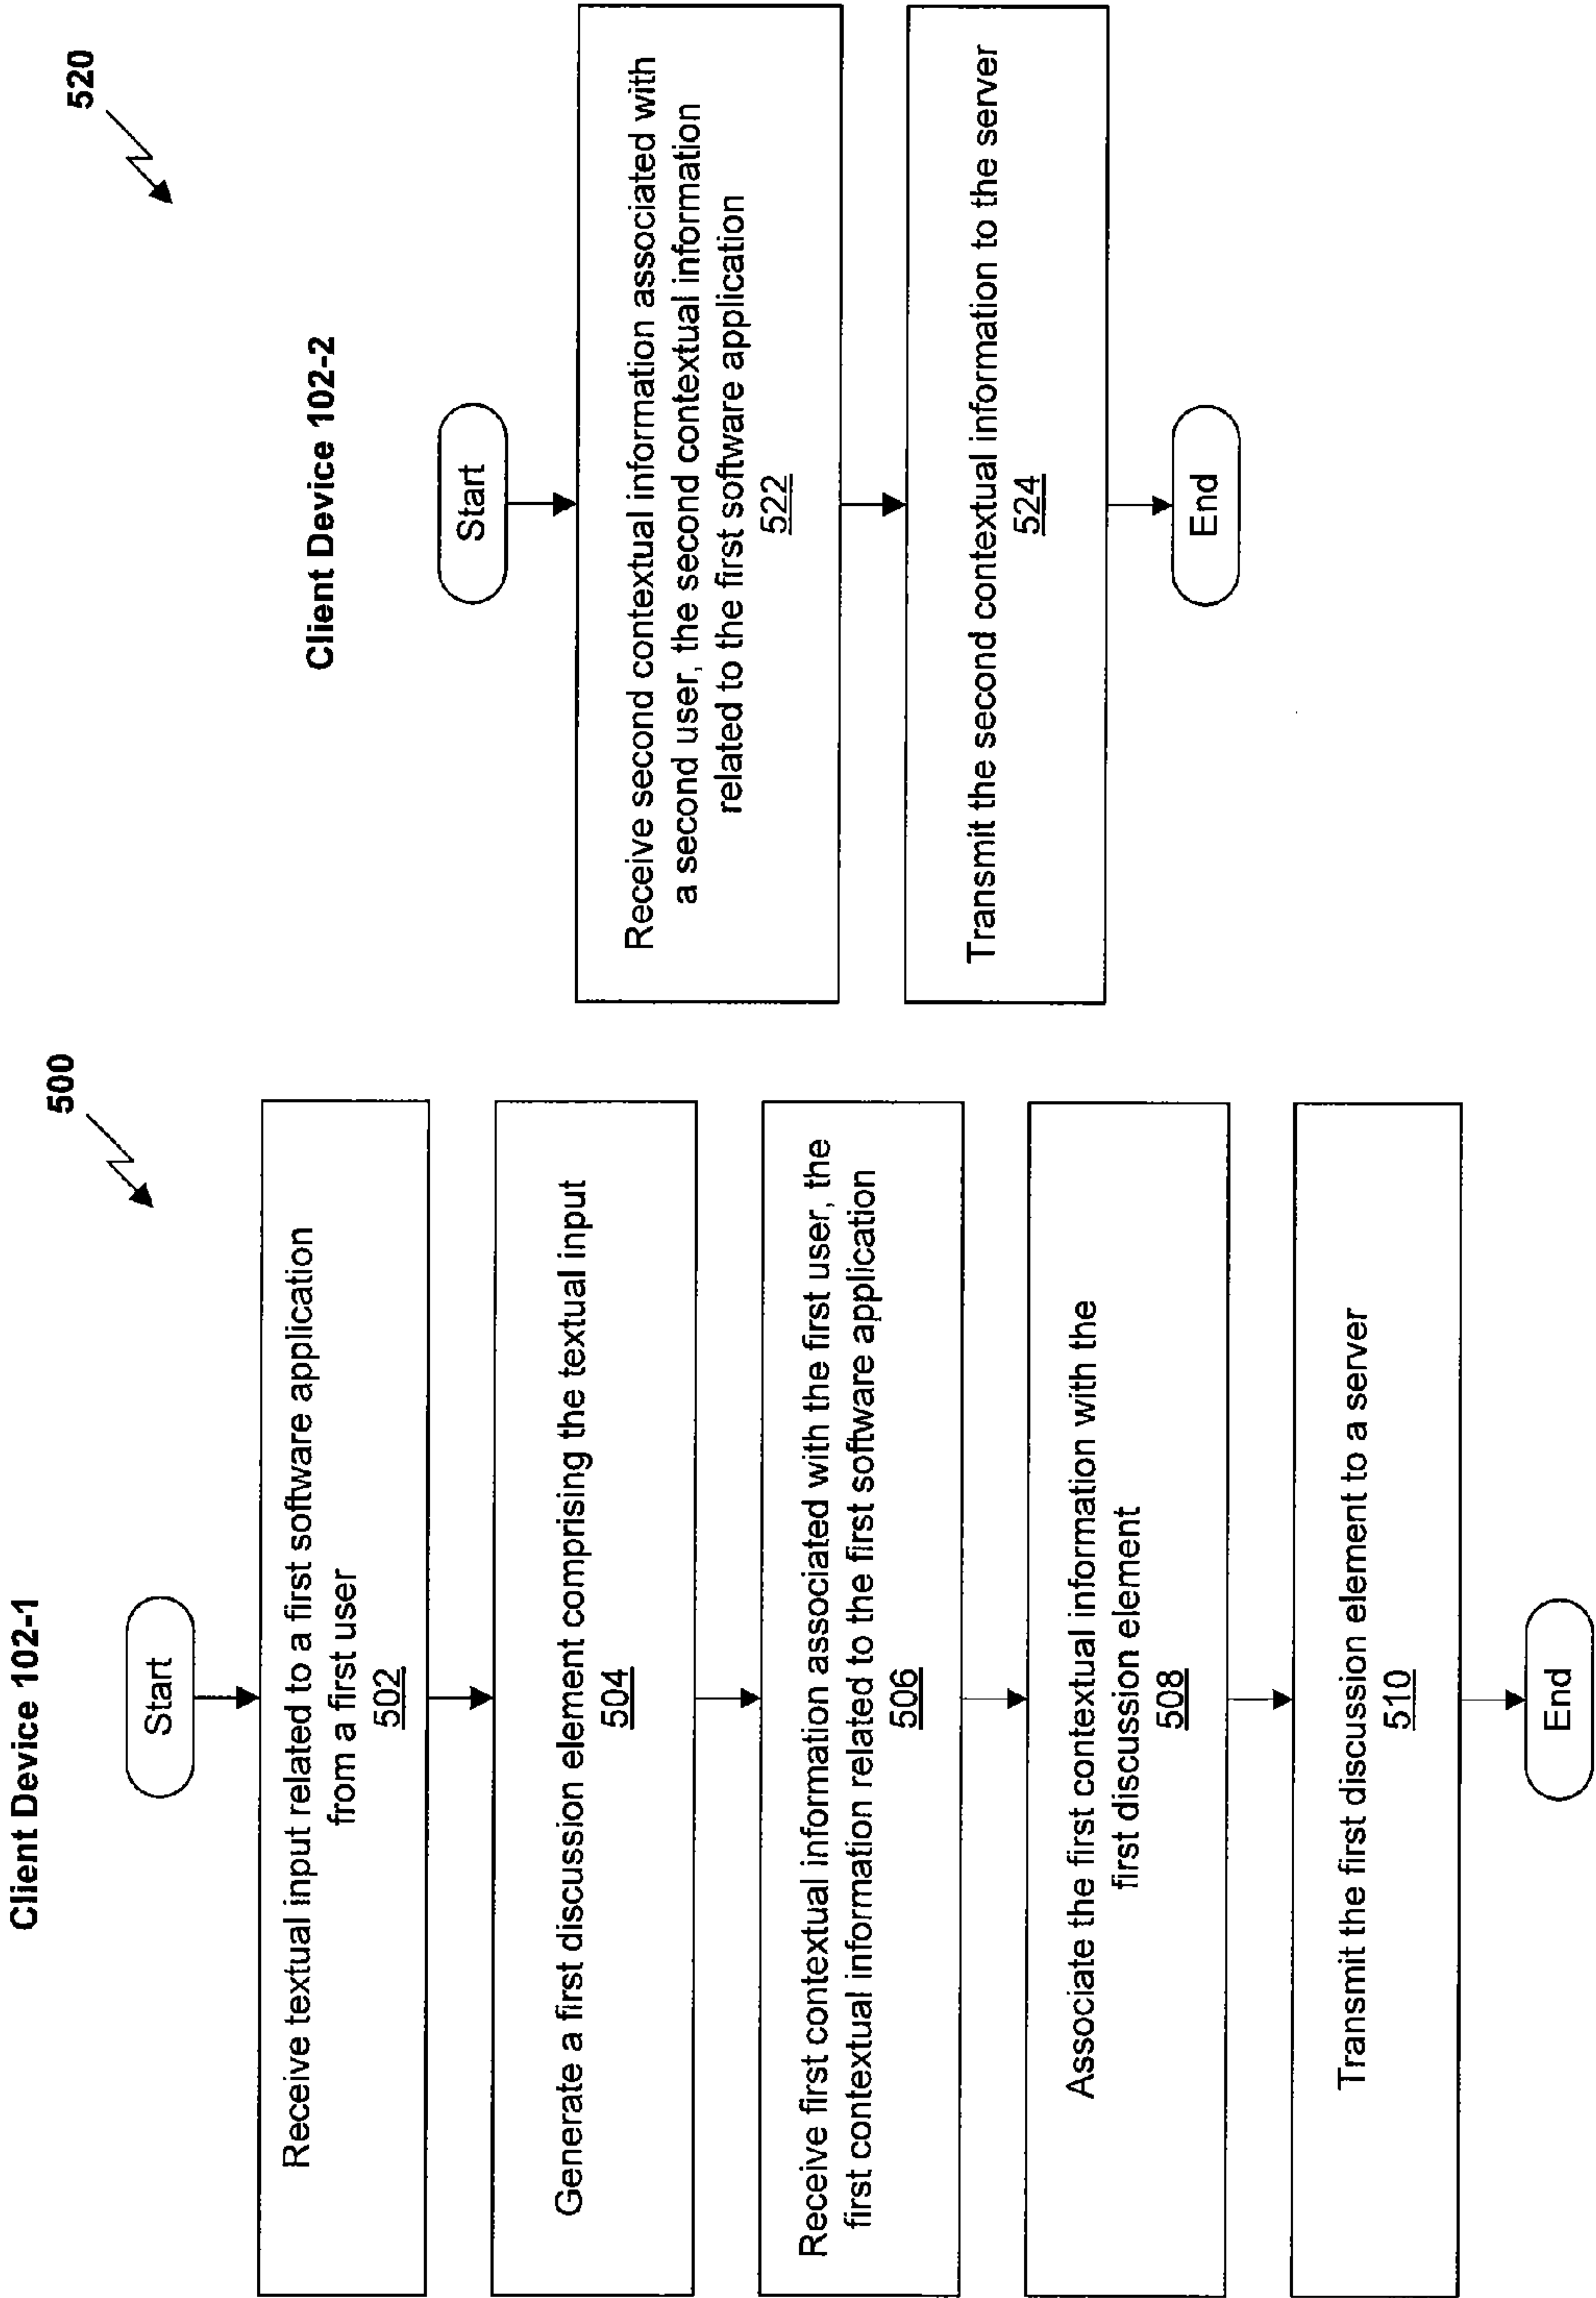 Client Device 102-1
500
Start
Receive textual input related to a first software application
from a first user
502
Generate a first discussion element comprising the textual input
504
Receive first contextual information associated with the first user, the
first contextual information related to the first software application
506
Associate the first contextual information with the
first discussion element
508
Transmit the first discussion element to a server
510
End
520
Client Device 102-2
Start
Receive second contextual information associated with
a second user, the second contextual information
related to the first software application
522
Transmit the second contextual information to the server
524
End